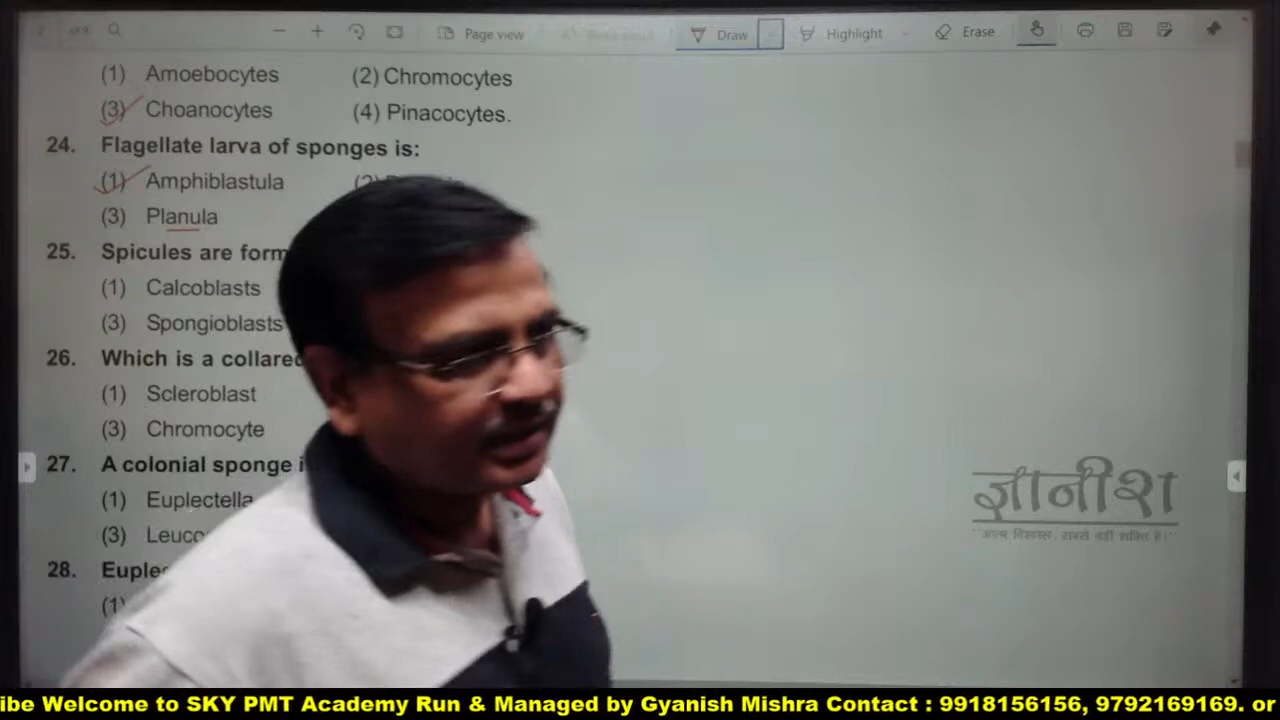 Page view
Draw
Highlight
Erase
(1) Amoebocytes (2) Chromocytes
(3) Choanocytes (4) Pinacocytes.
24. Flagellate larva of sponges is:
(1) Amphiblastula
(3) Planula
25. Spicules are form
(1) Calcoblasts
(3) Spongioblasts
26. Which is a collared
(1) Scleroblast
(3) Chromocyte
27. A colonial sponge i
(1) Euplectella
(3) Leuco
28. Euple
(1)
ज्ञानीश
ibe Welcome to SKY PMT Academy Run & Managed by Gyanish Mishra Contact : 9918156156, 9792169169. or